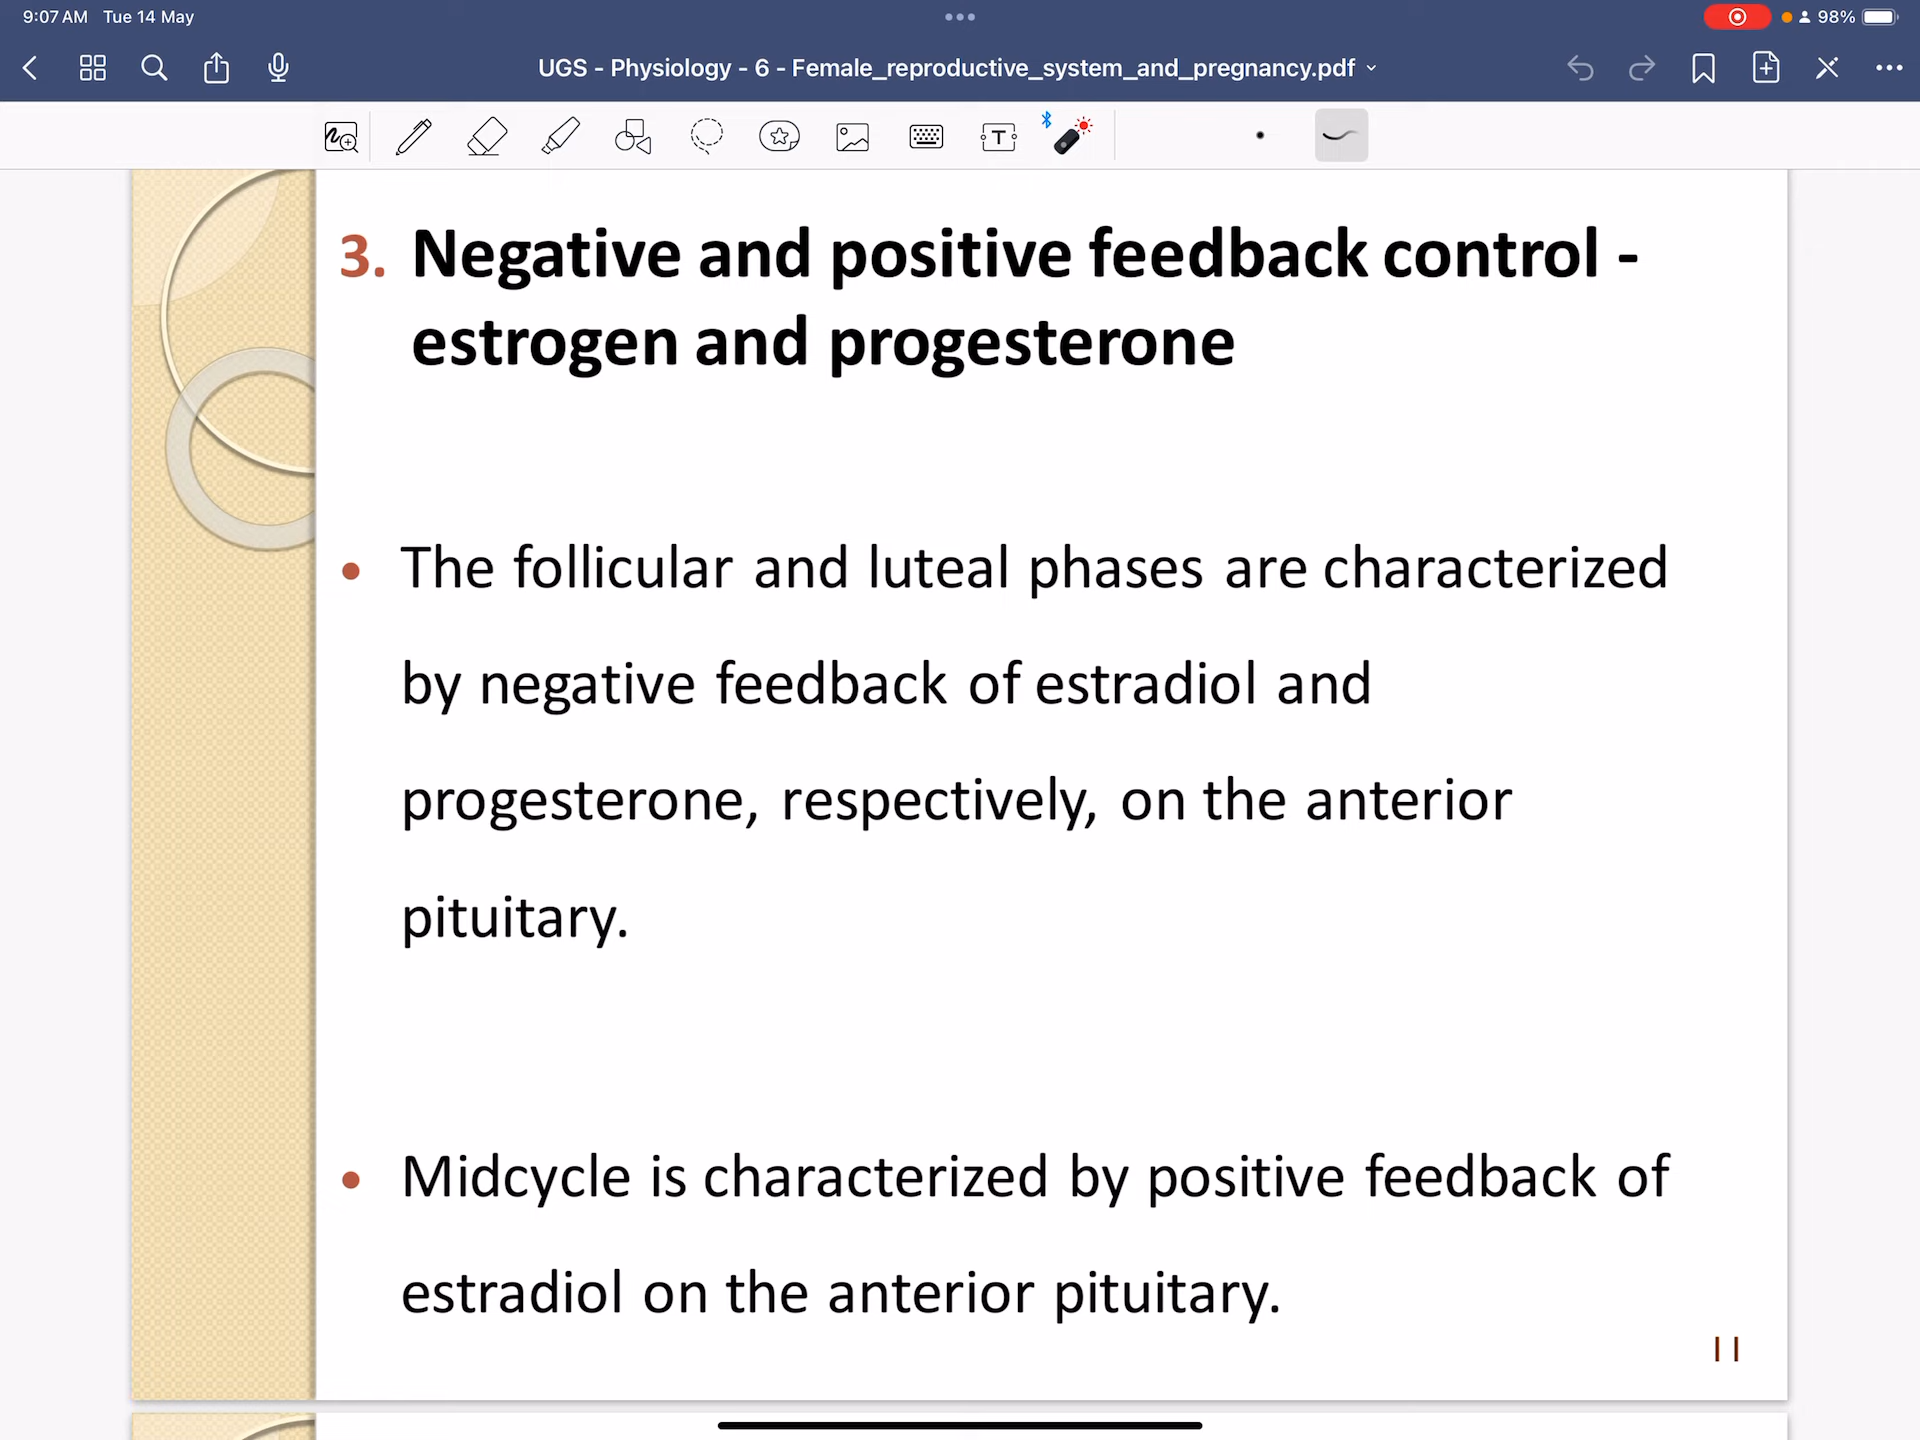 9:07 AM Tue 14 May
98%
UGS - Physiology - 6 - Female_reproductive_system_and_pregnancy.pdf
T
3. Negative and positive feedback control -
estrogen and progesterone
• The follicular and luteal phases are characterized
by negative feedback of estradiol and
progesterone, respectively, on the anterior
pituitary.
• Midcycle is characterized by positive feedback of
estradiol on the anterior pituitary.
11